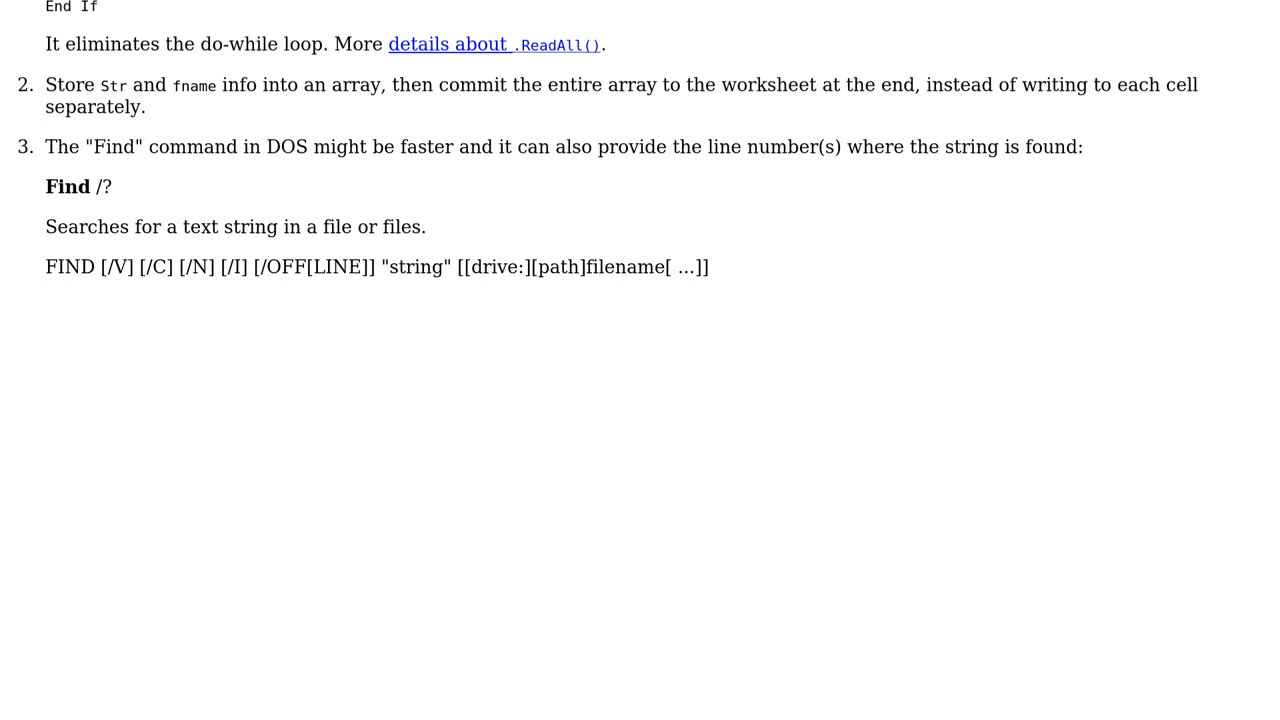 End If
It eliminates the do-while loop. More details about .ReadAll().
2. Store Str and fname info into an array, then commit the entire array to the worksheet at the end, instead of writing to each cell
separately.
3. The "Find" command in DOS might be faster and it can also provide the line number(s) where the string is found:
Find /?
Searches for a text string in a file or files.
FIND [/V] [/C] [/N] [/I] [/OFF[LINE]] "string" [[drive:][path]filename[ ...]]